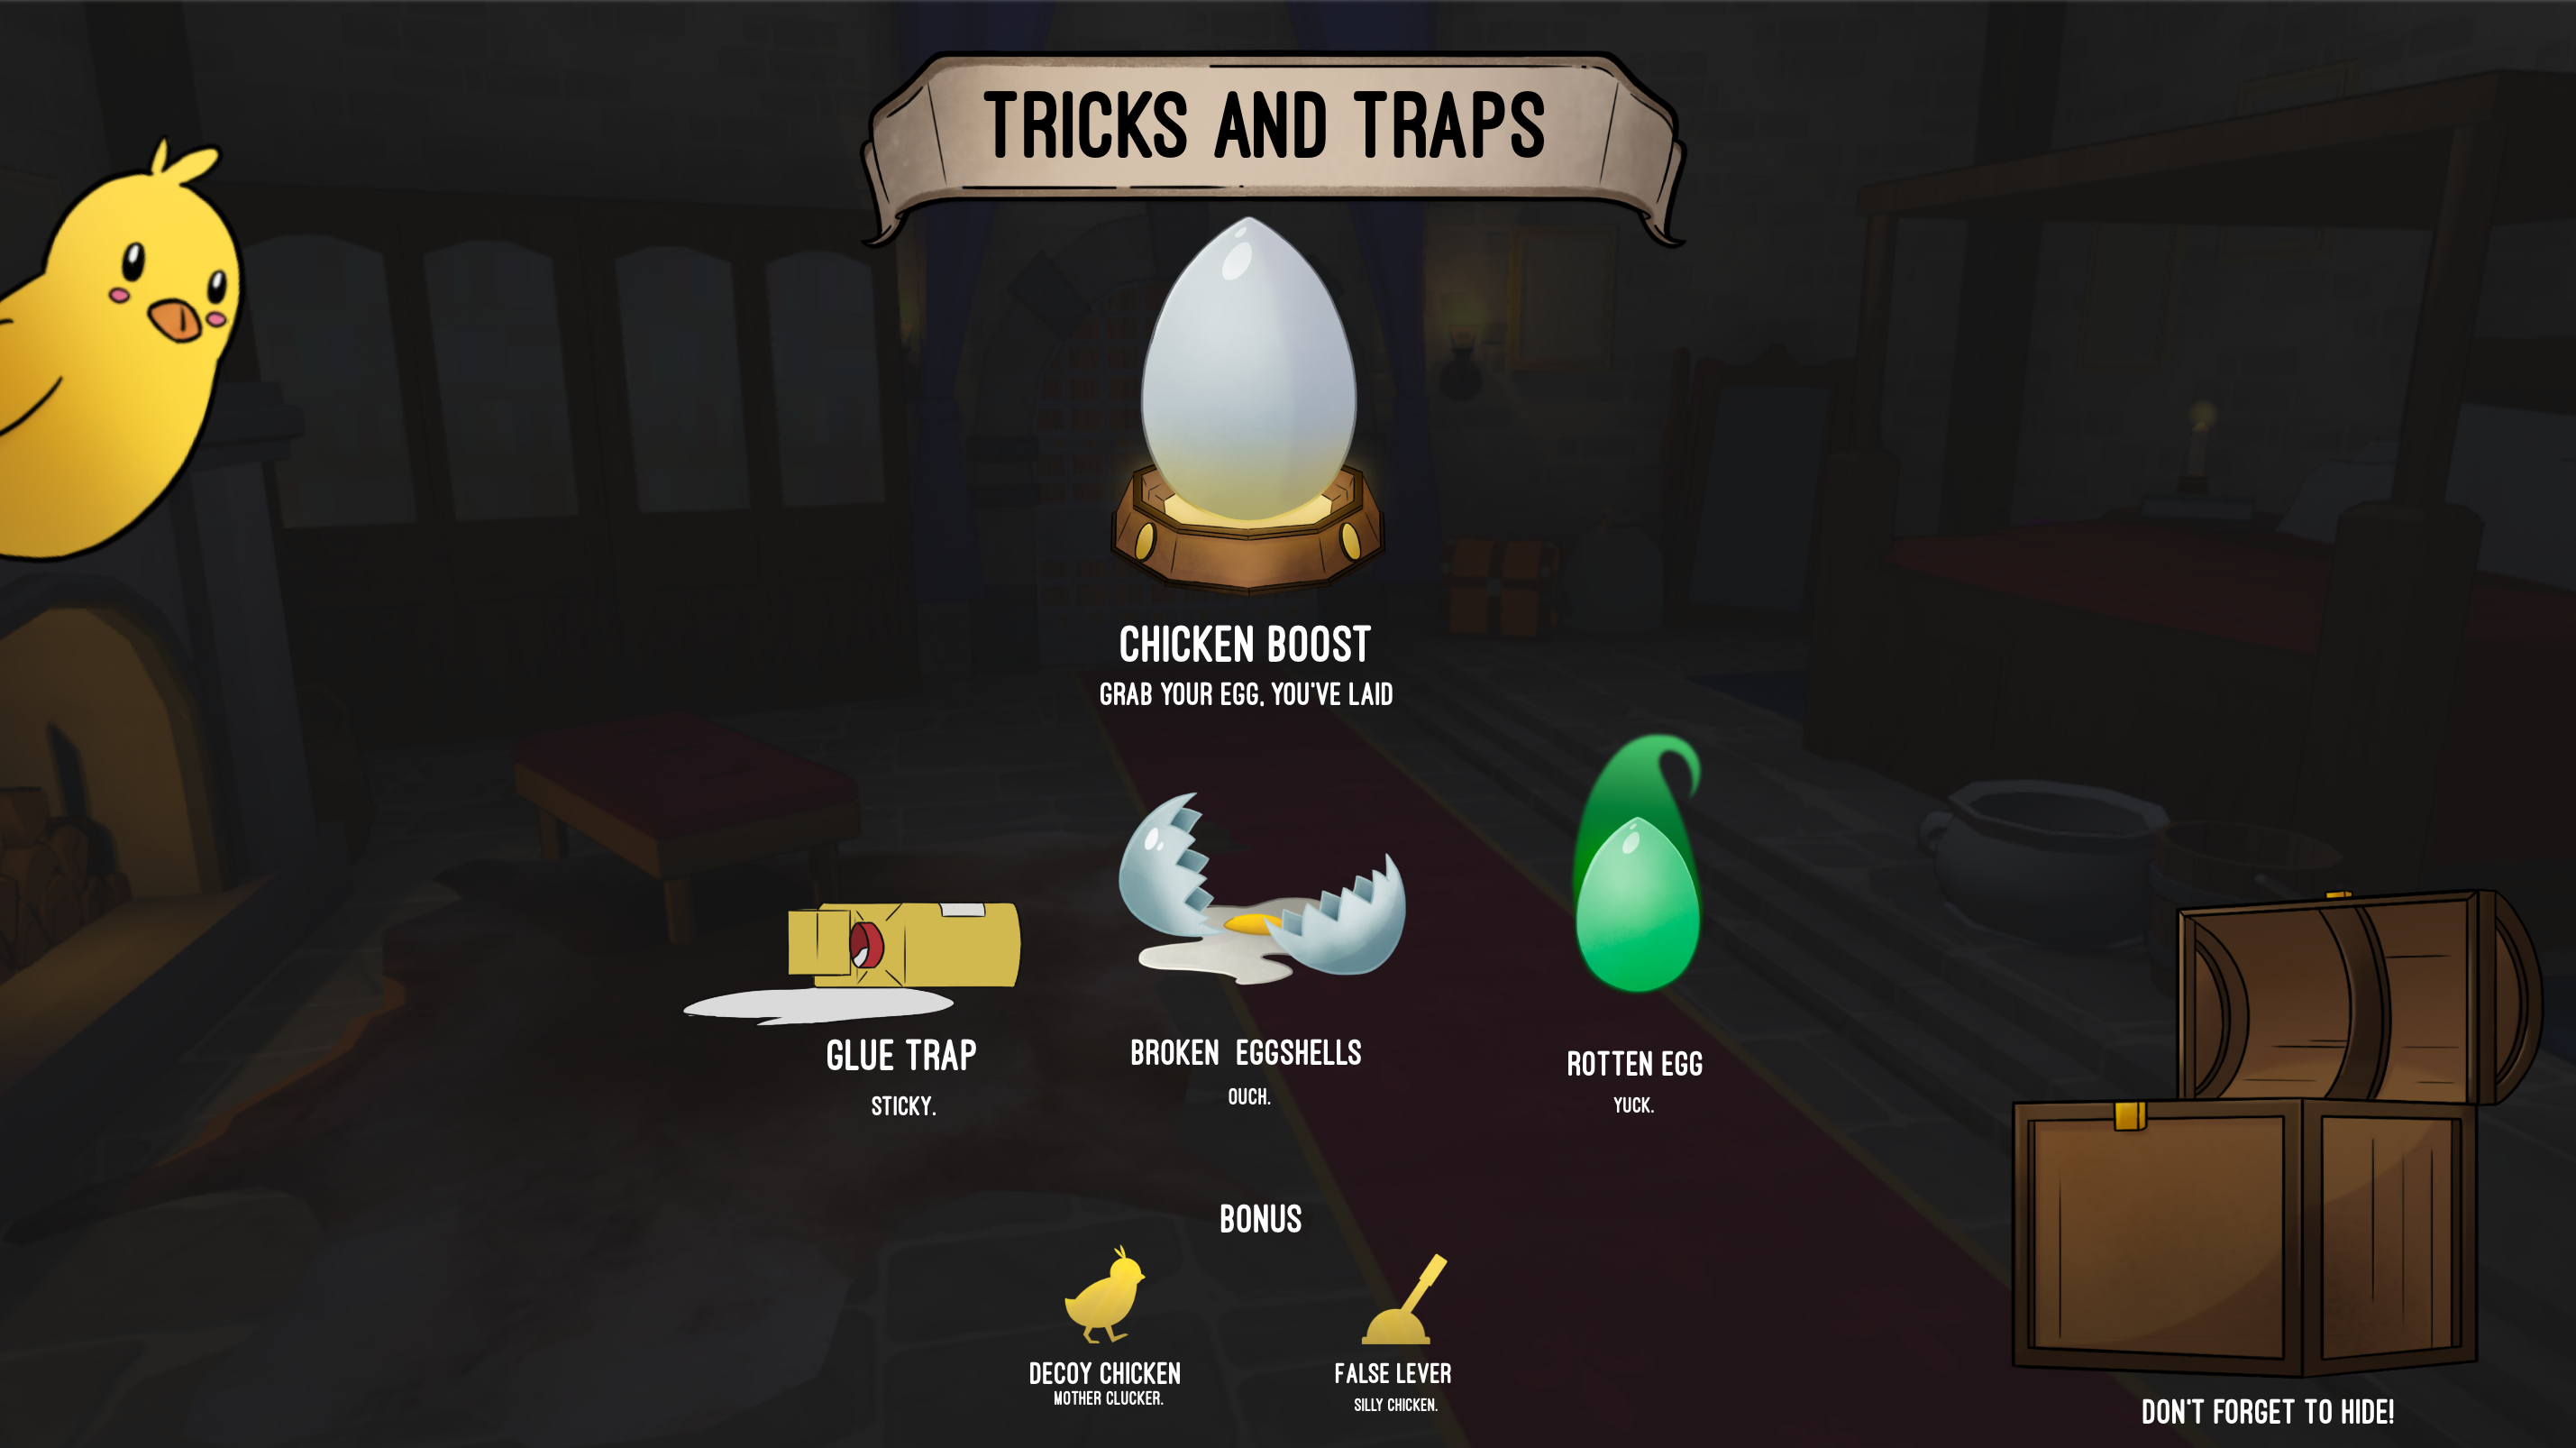 TRICKS AND TRAPS
CHICKEN BOOST
GRAB YOUR EGG, YOU'VE LAID
GLUE TRAP
STICKY.
BROKEN EGGSHELLS
OUCH.
ROTTEN EGG
YUCK.
BONUS
DECOY CHICKEN
MOTHER CLUCKER.
FALSE LEVER
SILLY CHICKEN.
DON'T FORGET TO HIDE!